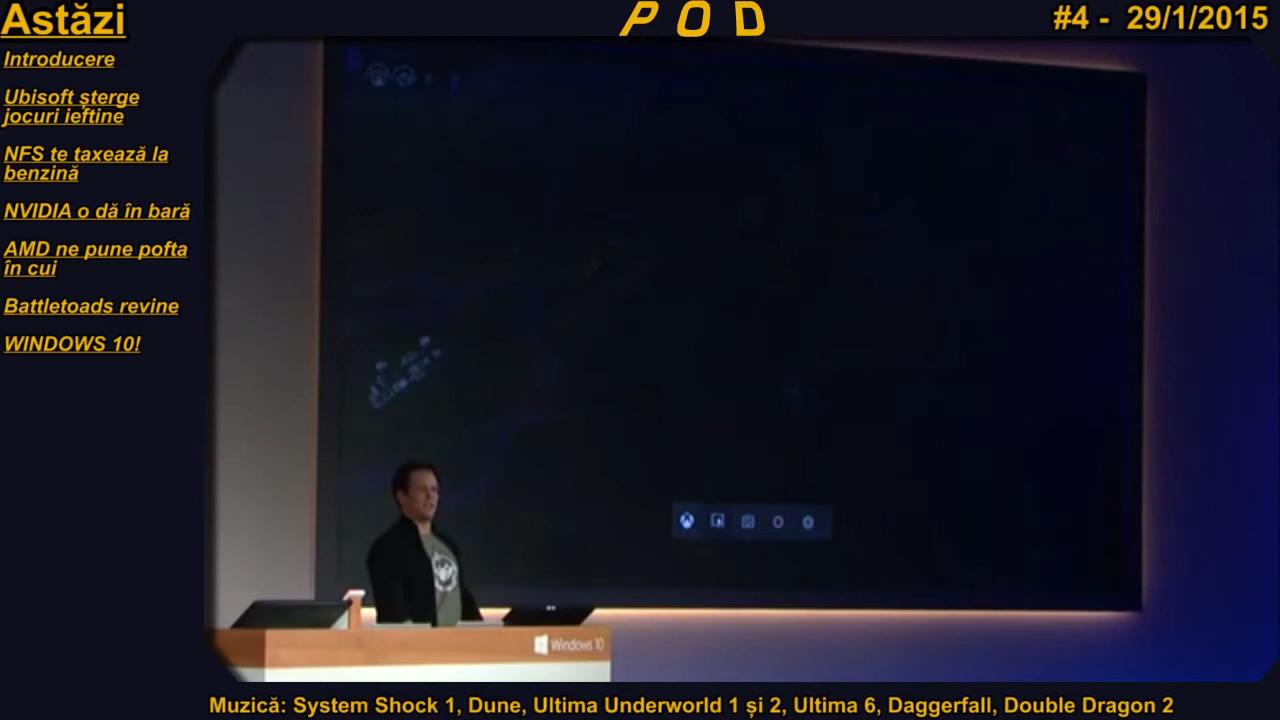 Astăzi
POD
#4 - 29/1/2015
Introducere
Ubisoft șterge
jocuri ieftine
NFS te taxează la
benzină
NVIDIA o dă în bară
AMD ne pune pofta
în cui
Battletoads revine
WINDOWS 10!
Windows 10
Muzică: System Shock 1, Dune, Ultima Underworld 1 și 2, Ultima 6, Daggerfall, Double Dragon 2